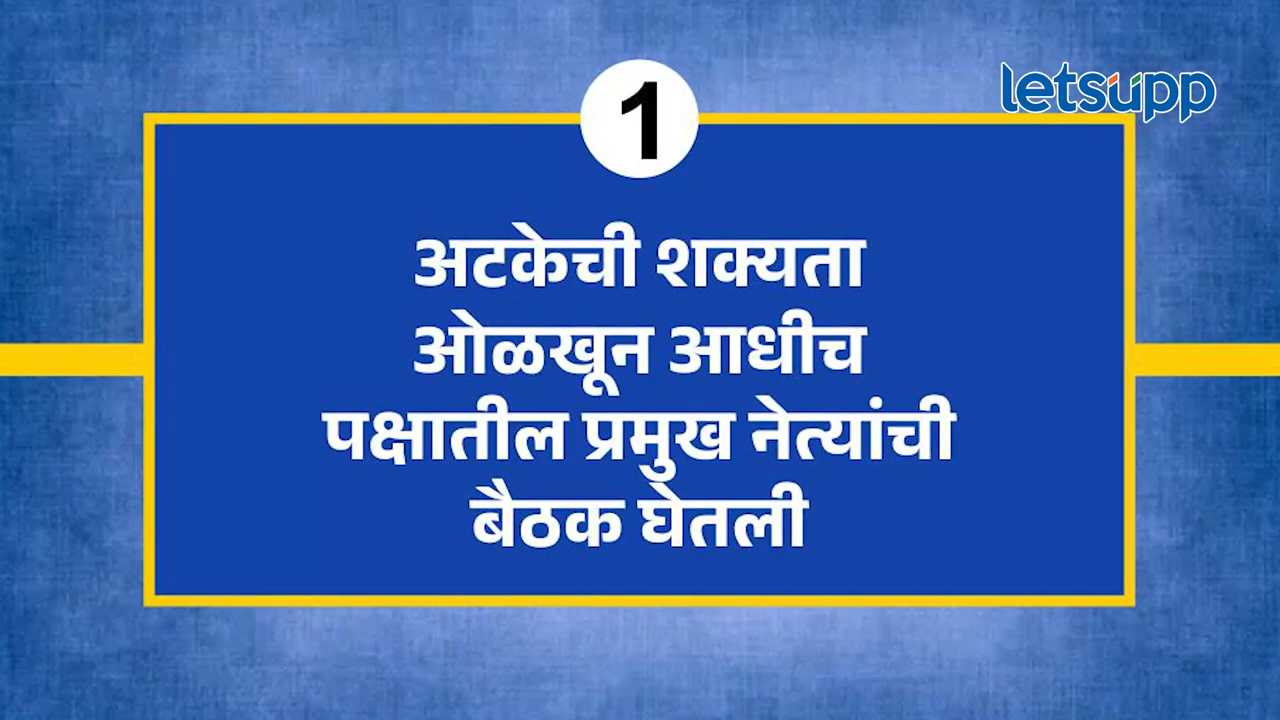 letsupp
1
अटकेची शक्यता
ओळखून आधीच
पक्षातील प्रमुख नेत्यांची
बैठक घेतली